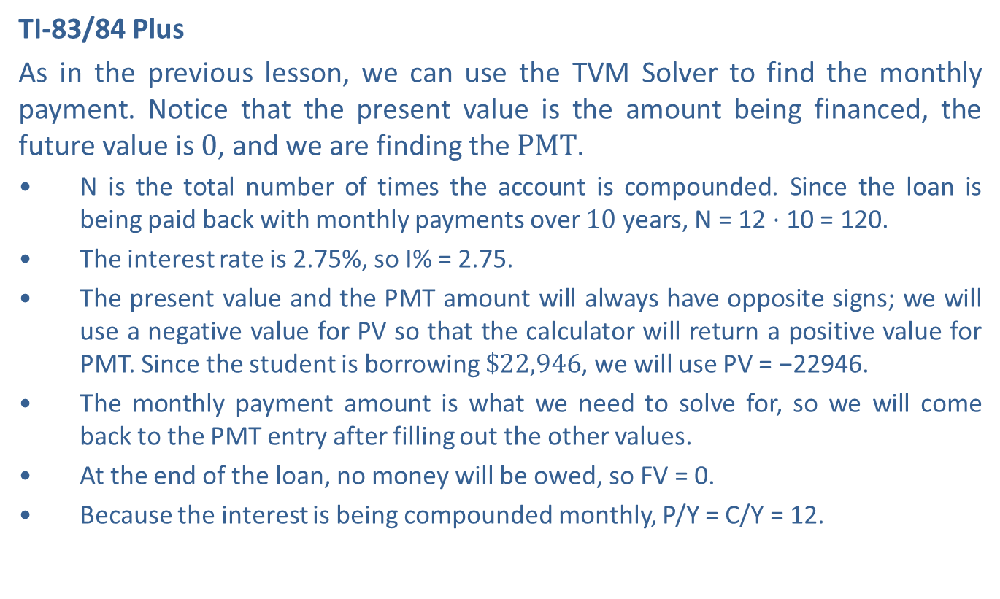 TI-83/84 Plus
As in the previous lesson, we can use the TVM Solver to find the monthly
payment. Notice that the present value is the amount being financed, the
future value is 0, and we are finding the PMT.
• N is the total number of times the account is compounded. Since the loan is
being paid back with monthly payments over 10 years, N = 12 · 10 = 120.
• The interest rate is 2.75%, so I% = 2.75.
• The present value and the PMT amount will always have opposite signs; we will
use a negative value for PV so that the calculator will return a positive value for
PMT. Since the student is borrowing $22,946, we will use PV = −22946.
• The monthly payment amount is what we need to solve for, so we will come
back to the PMT entry after filling out the other values.
• At the end of the loan, no money will be owed, so FV = 0.
• Because the interest is being compounded monthly, P/Y = C/Y = 12.